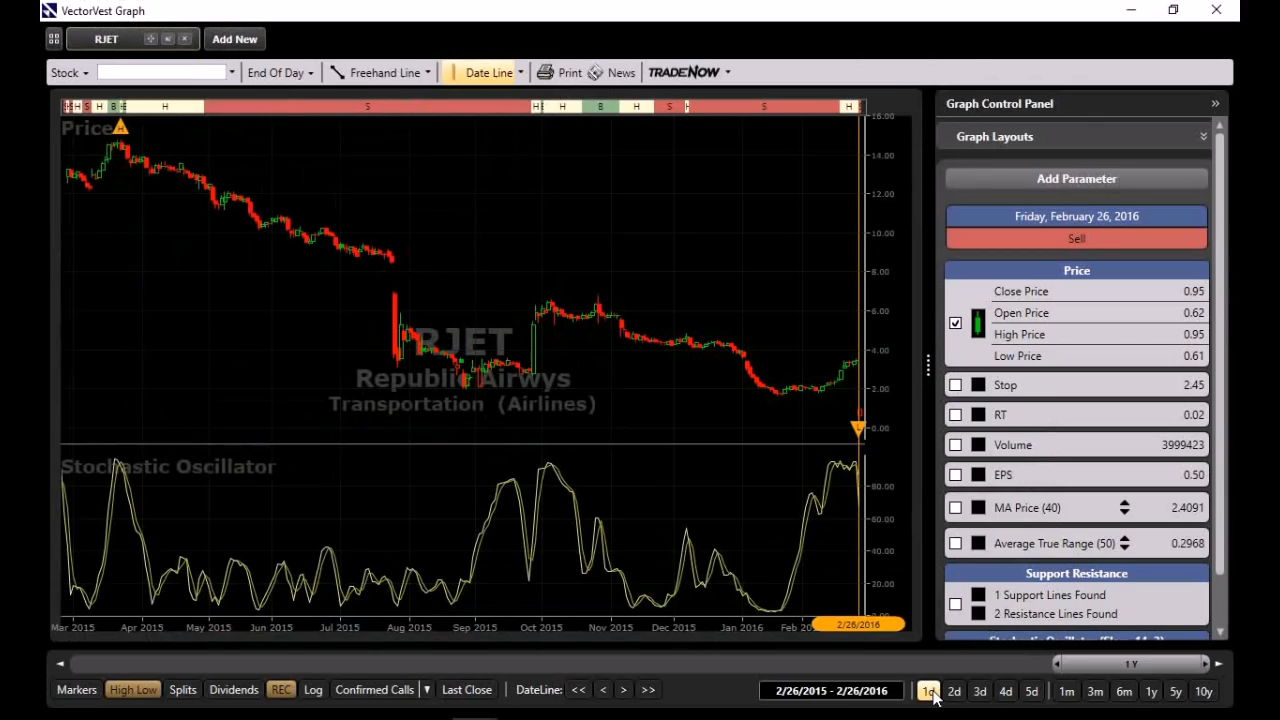 VectorVest Graph
RJET
Add New
Stock
End Of Day
Freehand Line
Date Line
Print
News
TRADENOW
H S H S H B H S H H B H S H S H
Price
H
16.00
14.00
12.00
10.00
8.00
6.00
4.00
2.00
0.00
RJET
Republic Airwys
Transportation (Airlines)
L
Stochastic Oscillator
80.00
60.00
40.00
20.00
Mar 2015 Apr 2015 May 2015 Jun 2015 Jul 2015 Aug 2015 Sep 2015 Oct 2015 Nov 2015 Dec 2015 Jan 2016 Feb 2/26/2016
Graph Control Panel
Graph Layouts
Add Parameter
Friday, February 26, 2016
Sell
Price
Close Price 0.95
Open Price 0.62
High Price 0.95
Low Price 0.61
Stop 2.45
RT 0.02
Volume 3999423
EPS 0.50
MA Price (40) 2.4091
Average True Range (50) 0.2968
Support Resistance
1 Support Lines Found
2 Resistance Lines Found
1 Y
Markers High Low Splits Dividends REC Log Confirmed Calls Last Close DateLine: << < > >> 2/26/2015 - 2/26/2016 1d 2d 3d 4d 5d 1m 3m 6m 1y 5y 10y